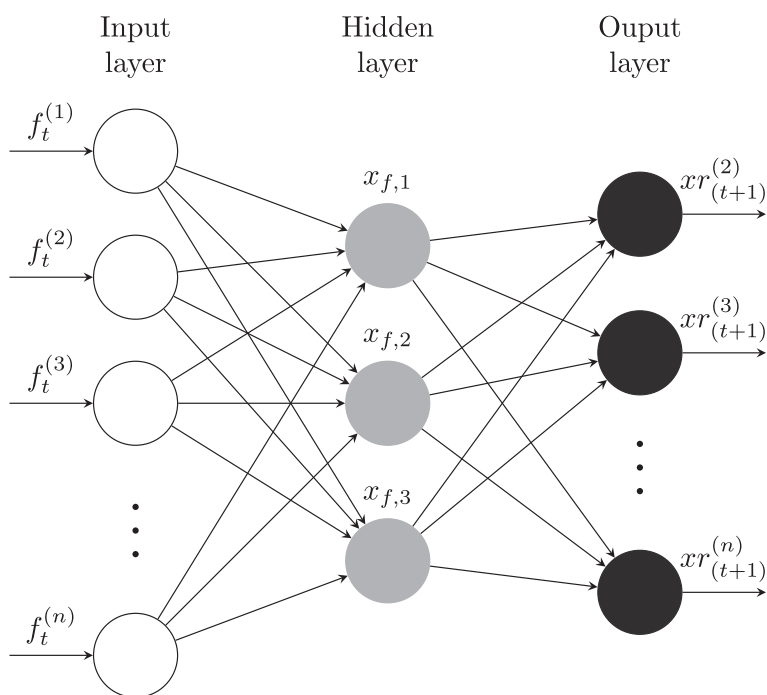 Input layer
Hidden layer
Ouput layer
f_t^{(1)}
f_t^{(2)}
f_t^{(3)}
f_t^{(n)}
x_{f,1}
x_{f,2}
x_{f,3}
xr_{(t+1)}^{(2)}
xr_{(t+1)}^{(3)}
xr_{(t+1)}^{(n)}